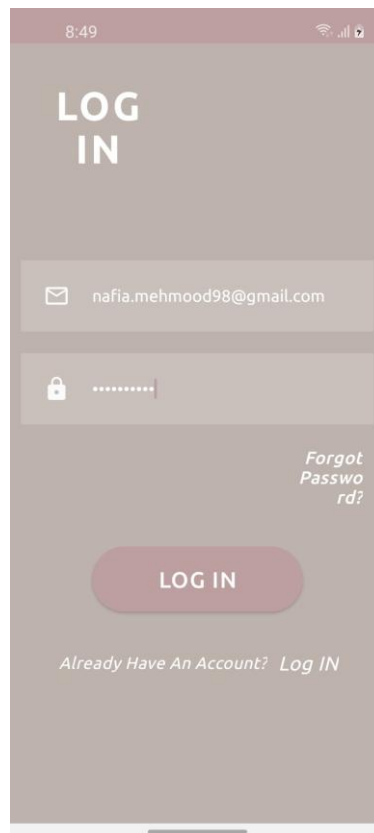 8:49
LOG
IN
nafia.mehmood98@gmail.com
••••••••••
Forgot
Passwo
rd?
LOG IN
Already Have An Account? Log IN